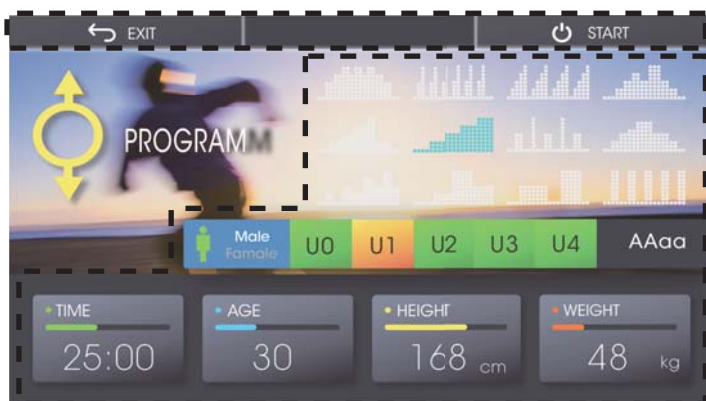 EXIT START
PROGRAM
Male
Famale
U0 U1 U2 U3 U4 AAaa
TIME AGE HEIGHT WEIGHT
25:00 30 168 cm 48 kg